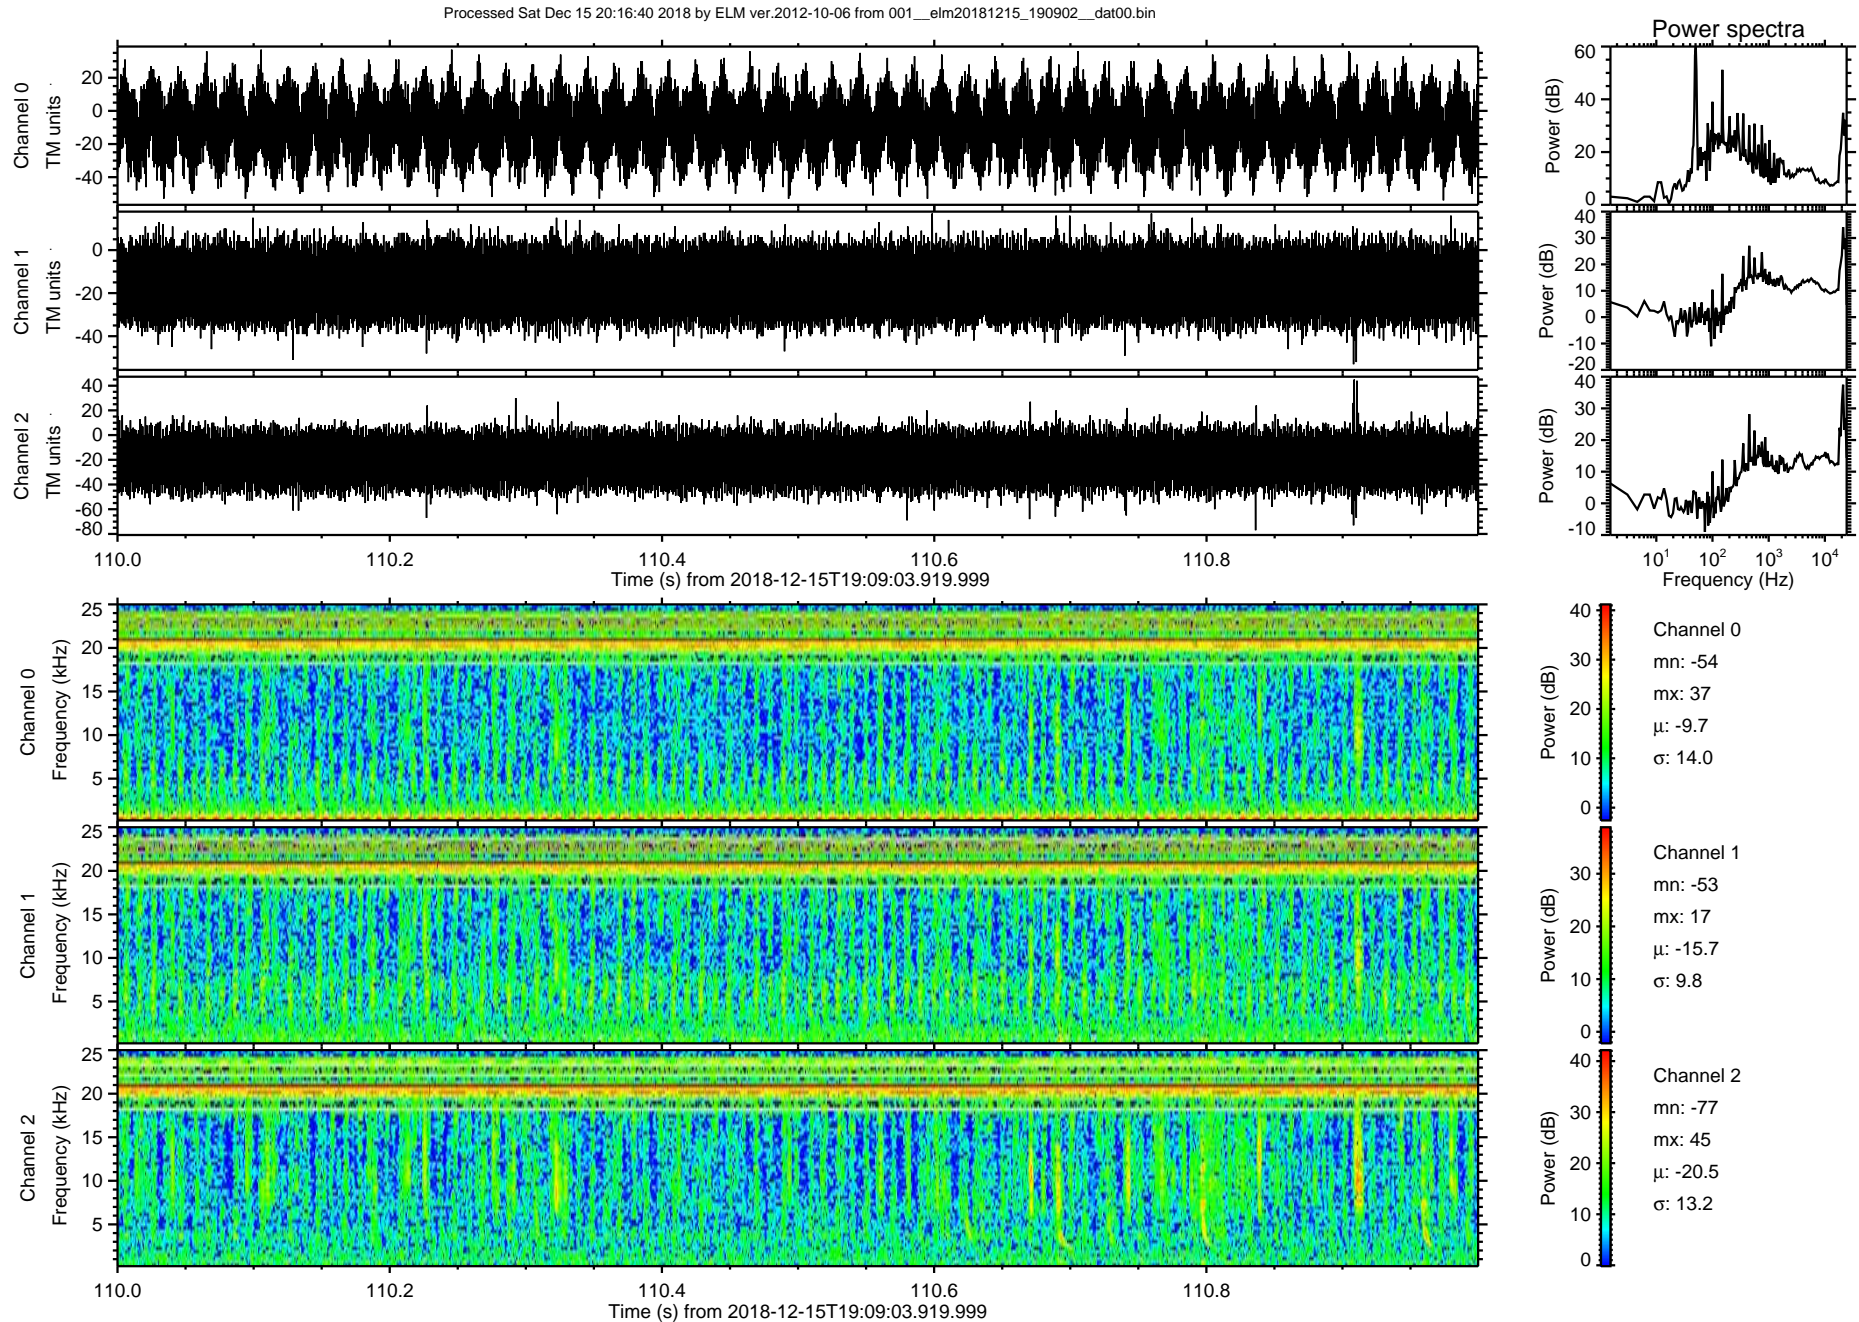 Processed Sat Dec 15 20:16:40 2018 by ELM ver.2012-10-06 from 001__elm20181215_190902__dat00.bin
Power spectra
Channel 0
TM units
20
0
-20
-40
Power (dB)
60
40
20
0
Channel 1
TM units
0
-20
-40
Power (dB)
40
30
20
10
0
-10
-20
Channel 2
TM units
40
20
0
-20
-40
-60
-80
Power (dB)
40
30
20
10
0
-10
110.0 110.2 110.4 110.6 110.8
Time (s) from 2018-12-15T19:09:03.919.999
10¹ 10² 10³ 10⁴
Frequency (Hz)
Channel 0
Frequency (kHz)
25
20
15
10
5
Power (dB)
40
30
20
10
0
Channel 0
mn: -54
mx: 37
µ: -9.7
σ: 14.0
Channel 1
Frequency (kHz)
25
20
15
10
5
Power (dB)
30
20
10
0
Channel 1
mn: -53
mx: 17
µ: -15.7
σ: 9.8
Channel 2
Frequency (kHz)
25
20
15
10
5
Power (dB)
40
30
20
10
0
Channel 2
mn: -77
mx: 45
µ: -20.5
σ: 13.2
110.0 110.2 110.4 110.6 110.8
Time (s) from 2018-12-15T19:09:03.919.999